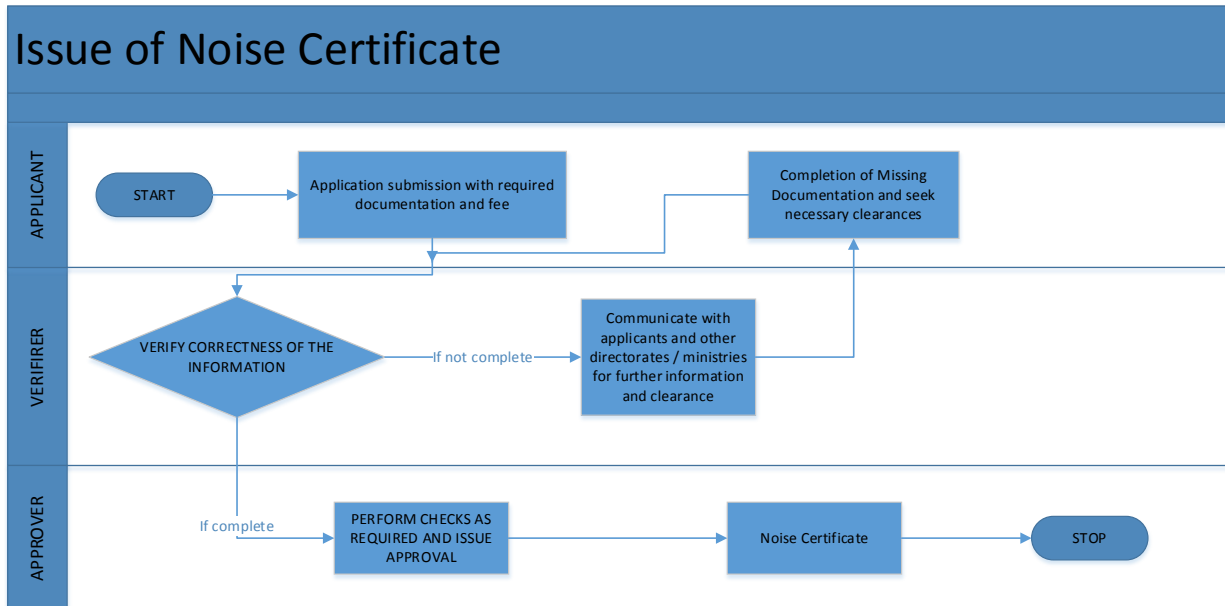 Issue of Noise Certificate
APPLICANT
START
Application submission with required
documentation and fee
Completion of Missing
Documentation and seek
necessary clearances
VERIFIRER
VERIFY CORRECTNESS OF THE
INFORMATION
If not complete
Communicate with
applicants and other
directorates / ministries
for further information
and clearance
APPROVER
If complete
PERFORM CHECKS AS
REQUIRED AND ISSUE
APPROVAL
Noise Certificate
STOP